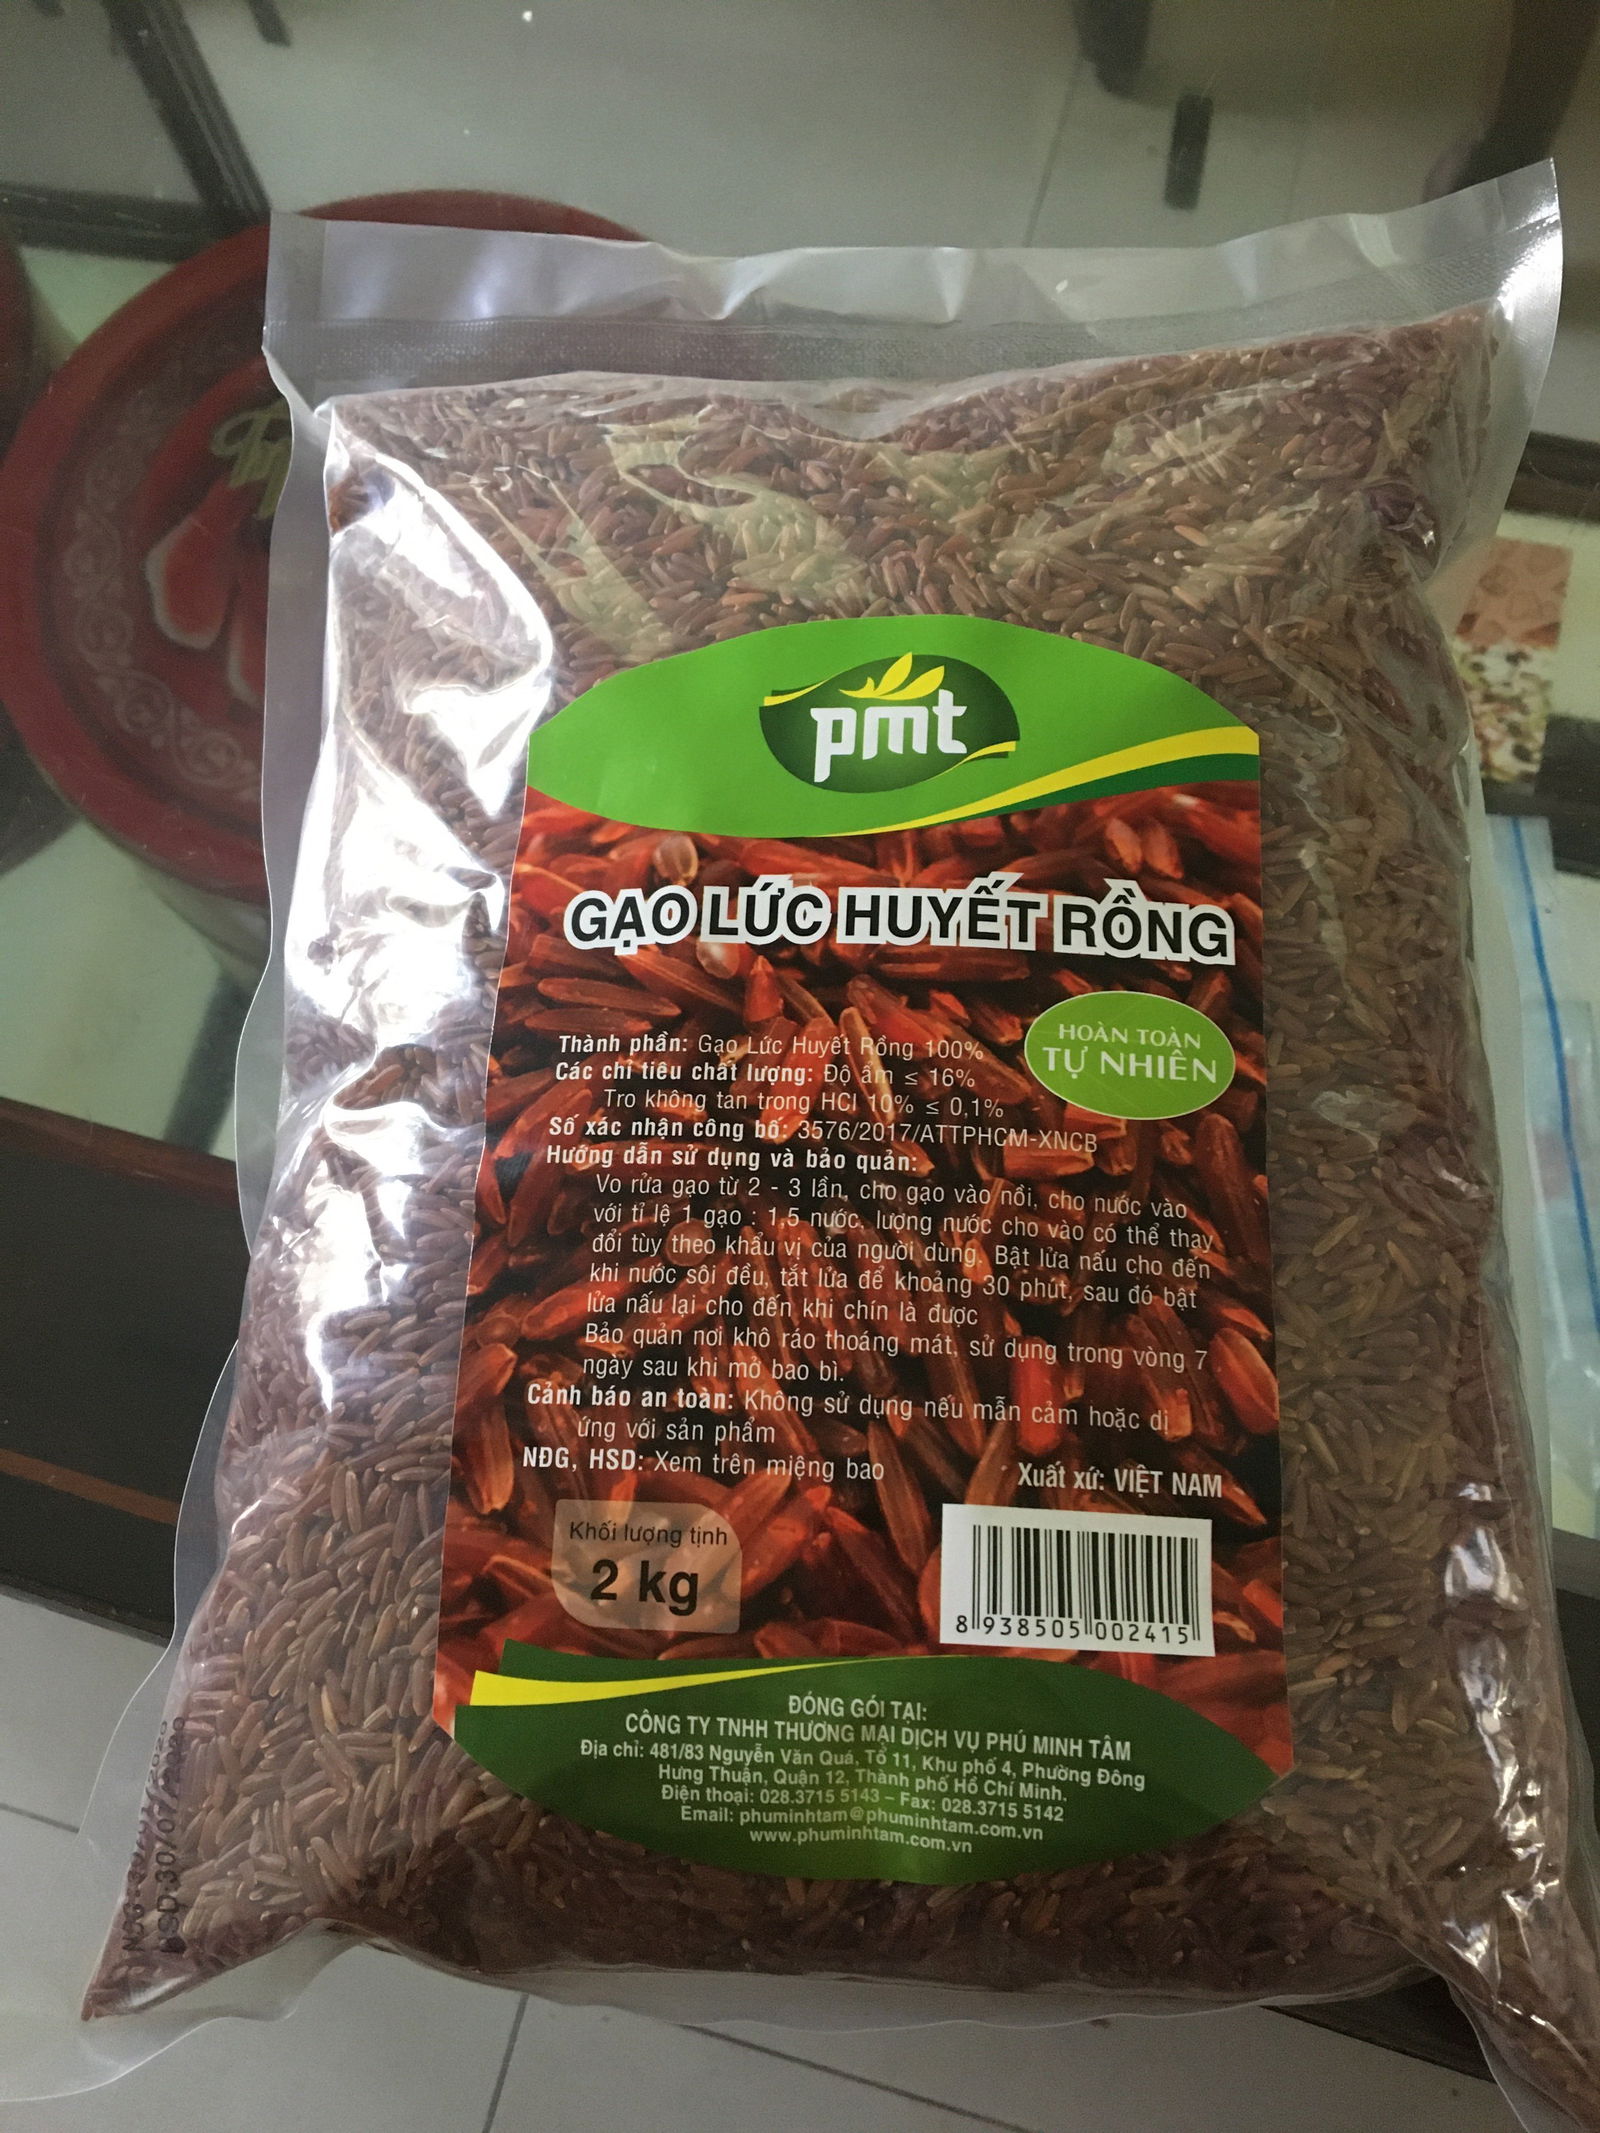 pmt
GẠO LỨC HUYẾT RỒNG
HOÀN TOÀN
TỰ NHIÊN
Thành phần: Gạo Lức Huyết Rồng 100%
Các chỉ tiêu chất lượng: Độ ẩm ≤ 16%
Tro không tan trong HCl 10% ≤ 0,1%
Số xác nhận công bố: 3576/2017/ATTPHCM-XNCB
Hướng dẫn sử dụng và bảo quản:
Vo rửa gạo từ 2 - 3 lần, cho gạo vào nồi, cho nước vào
với tỉ lệ 1 gạo : 1,5 nước, lượng nước cho vào có thể thay
đổi tùy theo khẩu vị của người dùng. Bật lửa nấu cho đến
khi nước sôi đều, tắt lửa để khoảng 30 phút, sau đó bật
lửa nấu lại cho đến khi chín là được
Bảo quản nơi khô ráo thoáng mát, sử dụng trong vòng 7
ngày sau khi mở bao bì.
Cảnh báo an toàn: Không sử dụng nếu mẫn cảm hoặc dị
ứng với sản phẩm
NĐG, HSD: Xem trên miệng bao
Xuất xứ: VIỆT NAM
Khối lượng tịnh
2 kg
8 938505 002415
ĐÓNG GÓI TẠI:
CÔNG TY TNHH THƯƠNG MẠI DỊCH VỤ PHÚ MINH TÂM
Địa chỉ: 481/83 Nguyễn Văn Quá, Tổ 11, Khu phố 4, Phường Đông
Hưng Thuận, Quận 12, Thành phố Hồ Chí Minh.
Điện thoại: 028.3715 5143 – Fax: 028.3715 5142
Email: phuminhtam@phuminhtam.com.vn
www.phuminhtam.com.vn
HSD:30/07/